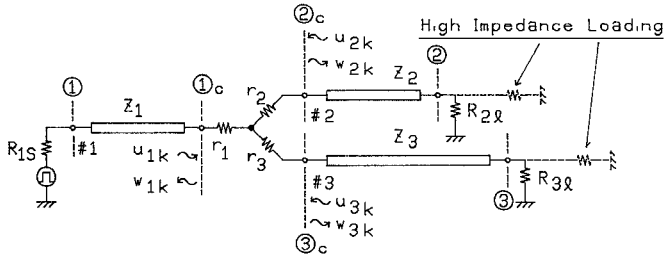 High Impedance Loading
②c
u2k
w2k
②
①
①c
Z1
Z2
r2
#2
R2ℓ
r1
R1S
#1
u1k
w1k
r3
Z3
#3
R3ℓ
u3k
w3k
③
③c